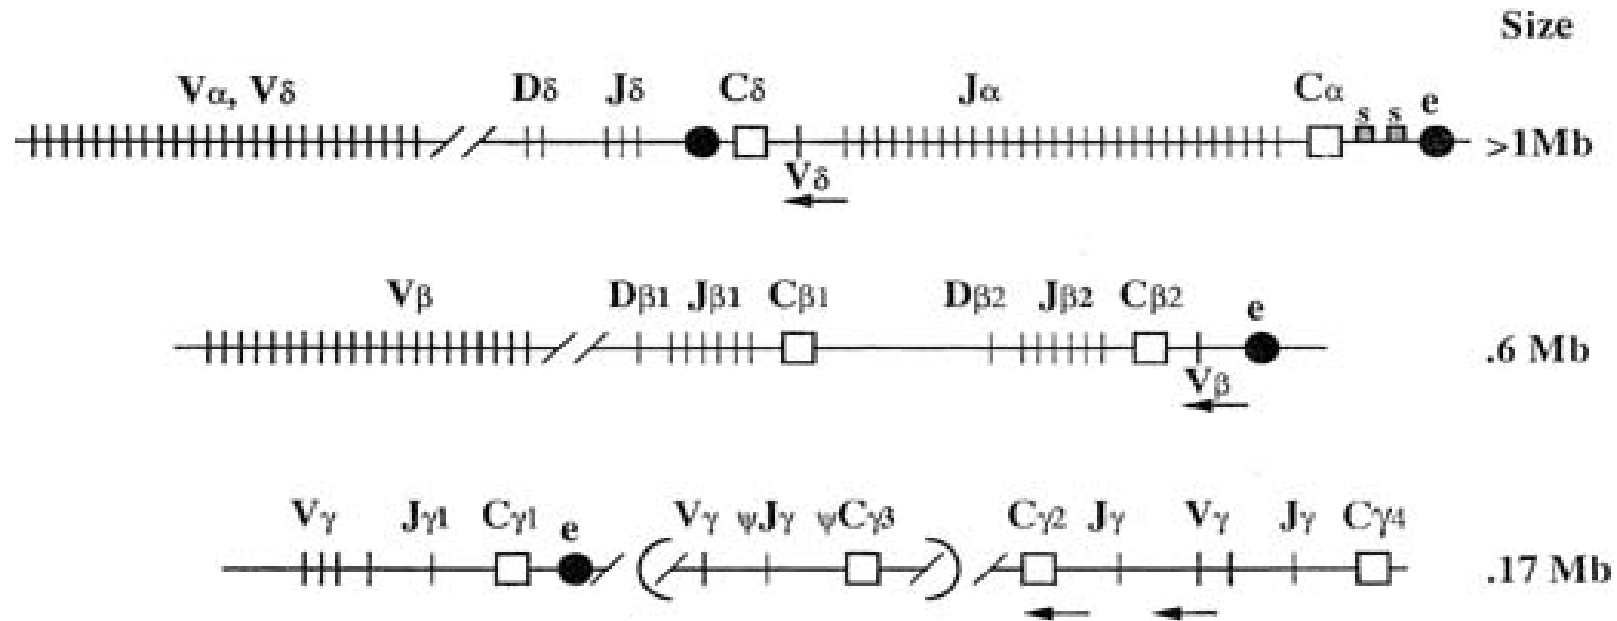 Size
Vα, Vδ Dδ Jδ Cδ Jα Cα s s e
>1Mb
Vδ
Vβ Dβ1 Jβ1 Cβ1 Dβ2 Jβ2 Cβ2 e
.6 Mb
Vβ
Vγ Jγ1 Cγ1 e Vγ ψJγ ψCγ3 Cγ2 Jγ Vγ Jγ Cγ4
.17 Mb